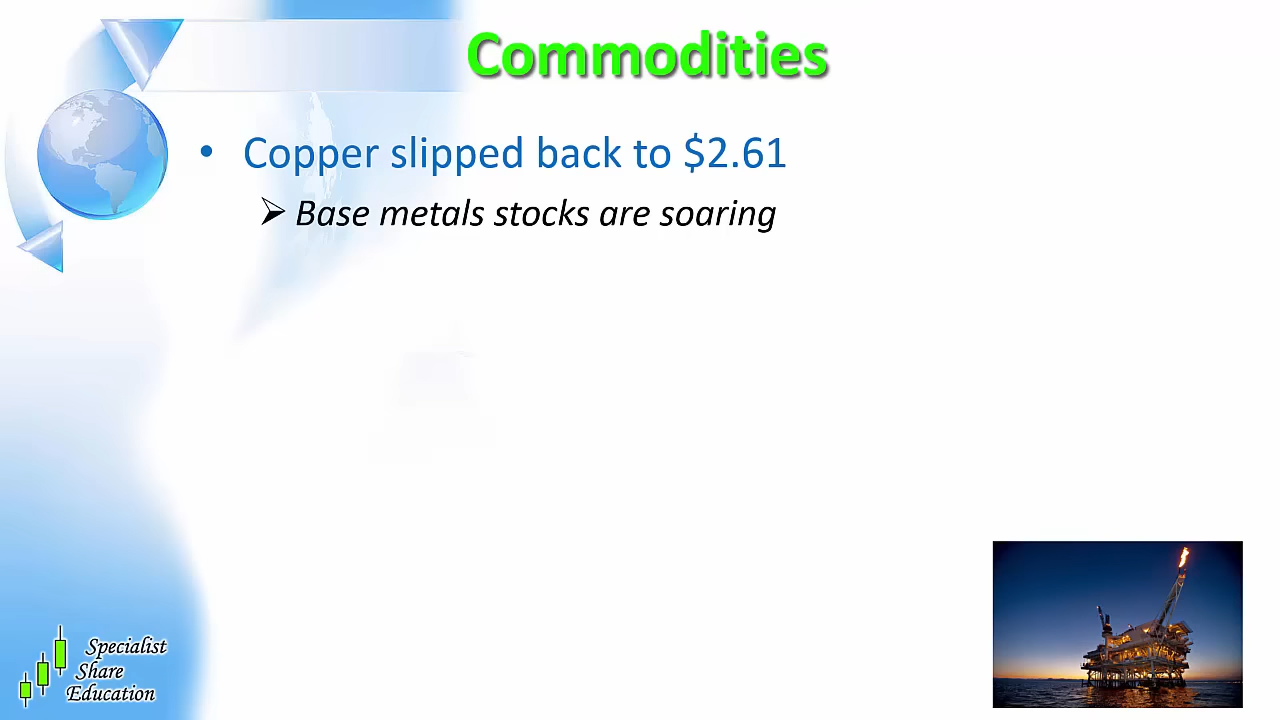 Commodities
• Copper slipped back to $2.61
➢ Base metals stocks are soaring
Specialist
Share
Education